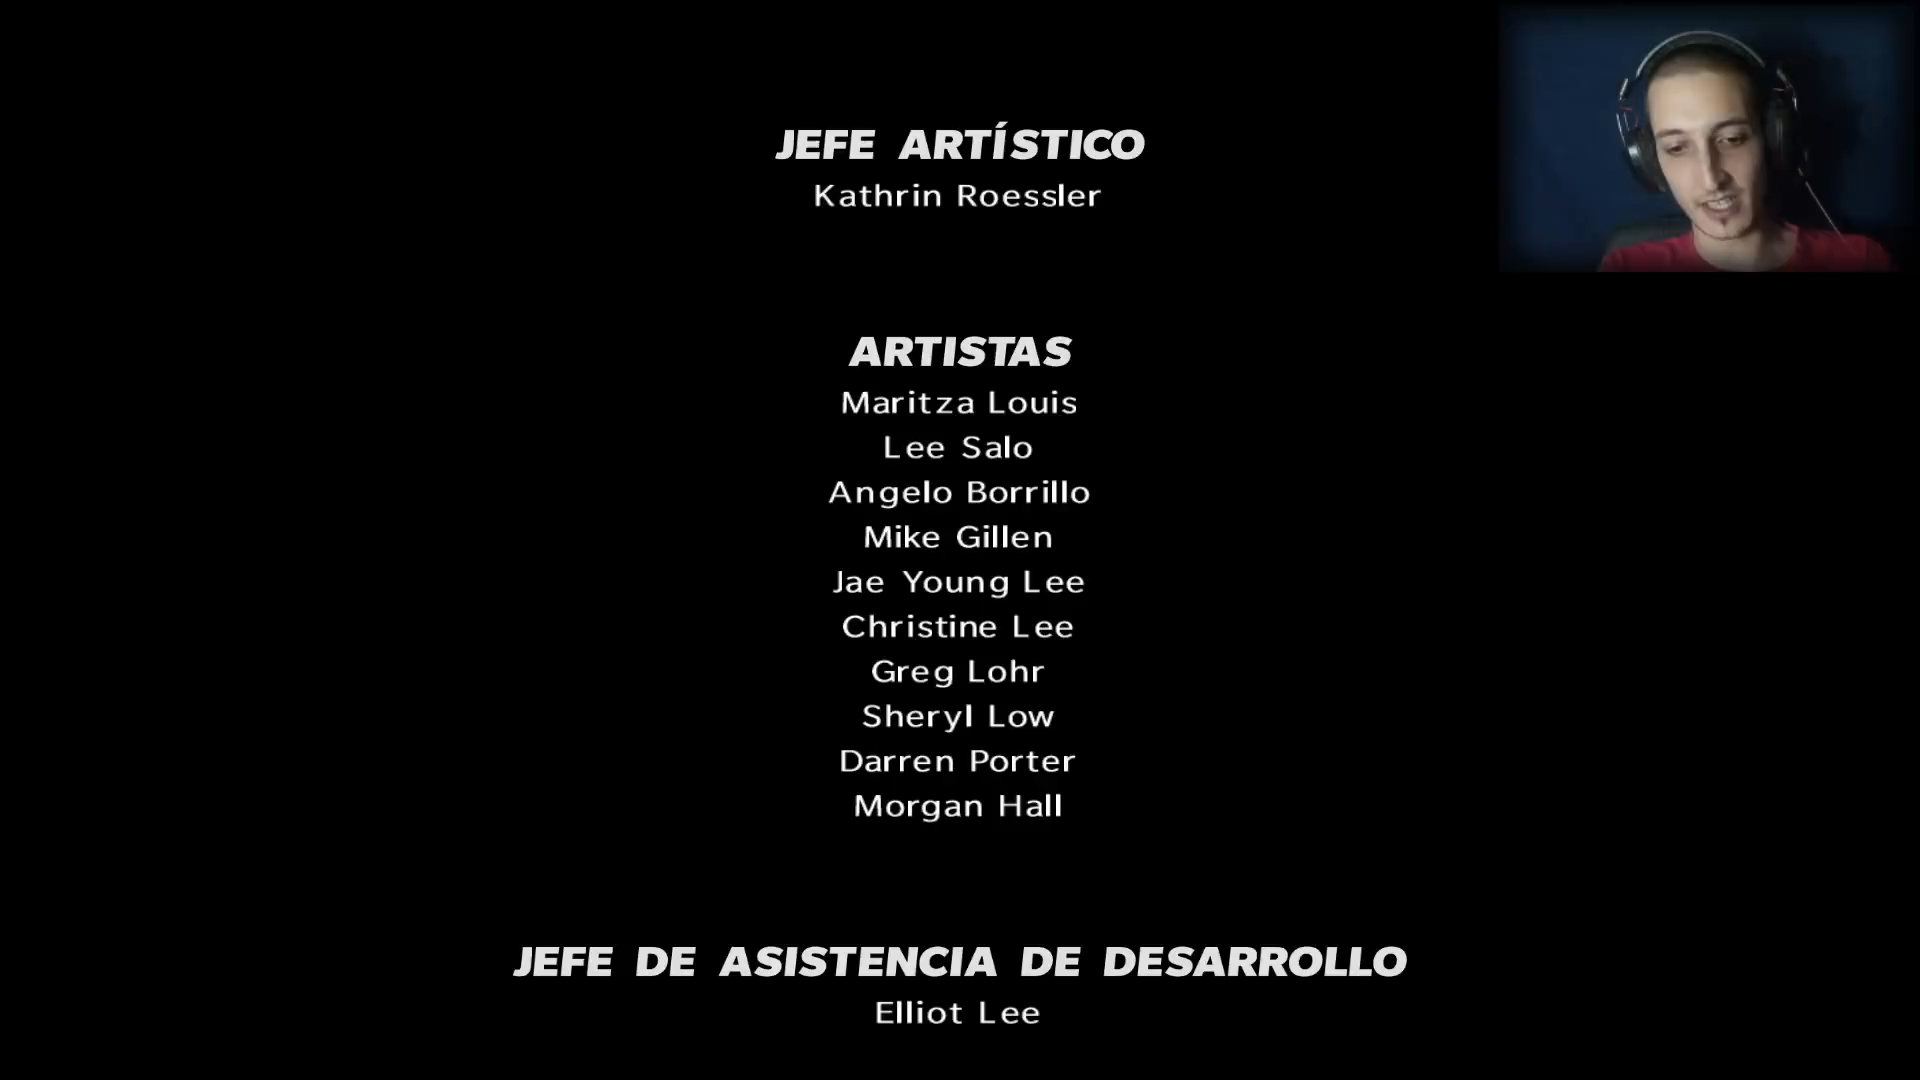 JEFE ARTÍSTICO
Kathrin Roessler
ARTISTAS
Maritza Louis
Lee Salo
Angelo Borrillo
Mike Gillen
Jae Young Lee
Christine Lee
Greg Lohr
Sheryl Low
Darren Porter
Morgan Hall
JEFE DE ASISTENCIA DE DESARROLLO
Elliot Lee